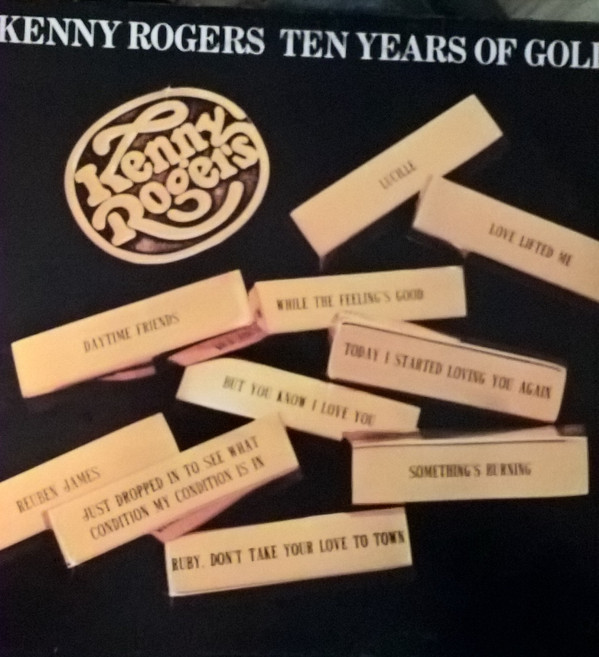 KENNY ROGERS TEN YEARS OF GOL
Kenny
Rogers
LUCILLE
LOVE LIFTED ME
WHILE THE FEELING'S GOOD
DAYTIME FRIENDS
TODAY I STARTED LOVING YOU AGAIN
BUT YOU KNOW I LOVE YOU
SOMETHING'S BURNING
REUBEN JAMES
JUST DROPPED IN TO SEE WHAT
CONDITION MY CONDITION IS IN
RUBY, DON'T TAKE YOUR LOVE TO TOWN